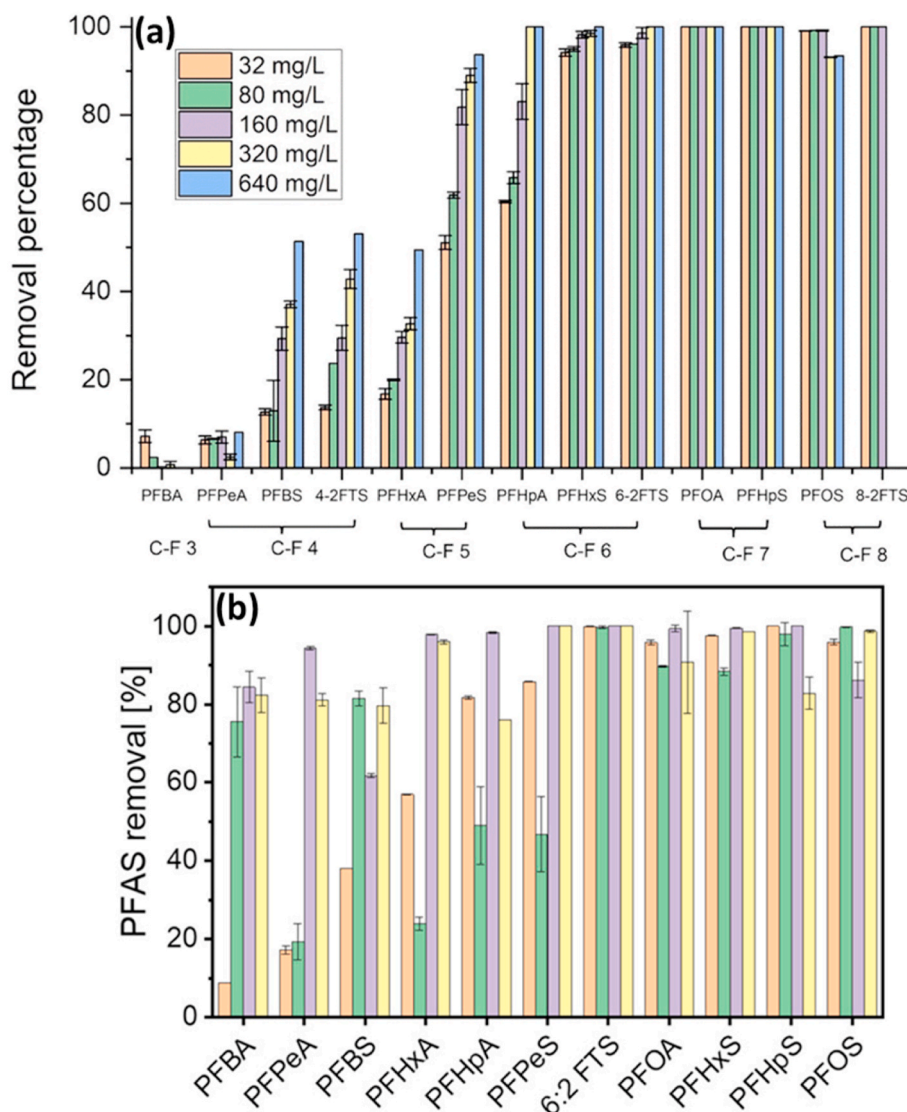 (a)
32 mg/L
80 mg/L
160 mg/L
320 mg/L
640 mg/L
Removal percentage
100
80
60
40
20
0
PFBA PFPeA PFBS 4-2FTS PFHxA PFPeS PFHpA PFHxS 6-2FTS PFOA PFHpS PFOS 8-2FTS
C-F 3 C-F 4 C-F 5 C-F 6 C-F 7 C-F 8
(b)
PFAS removal [%]
100
80
60
40
20
0
PFBA PFPeA PFBS PFHxA PFHpA PFPeS 6:2 FTS PFOA PFHxS PFHpS PFOS